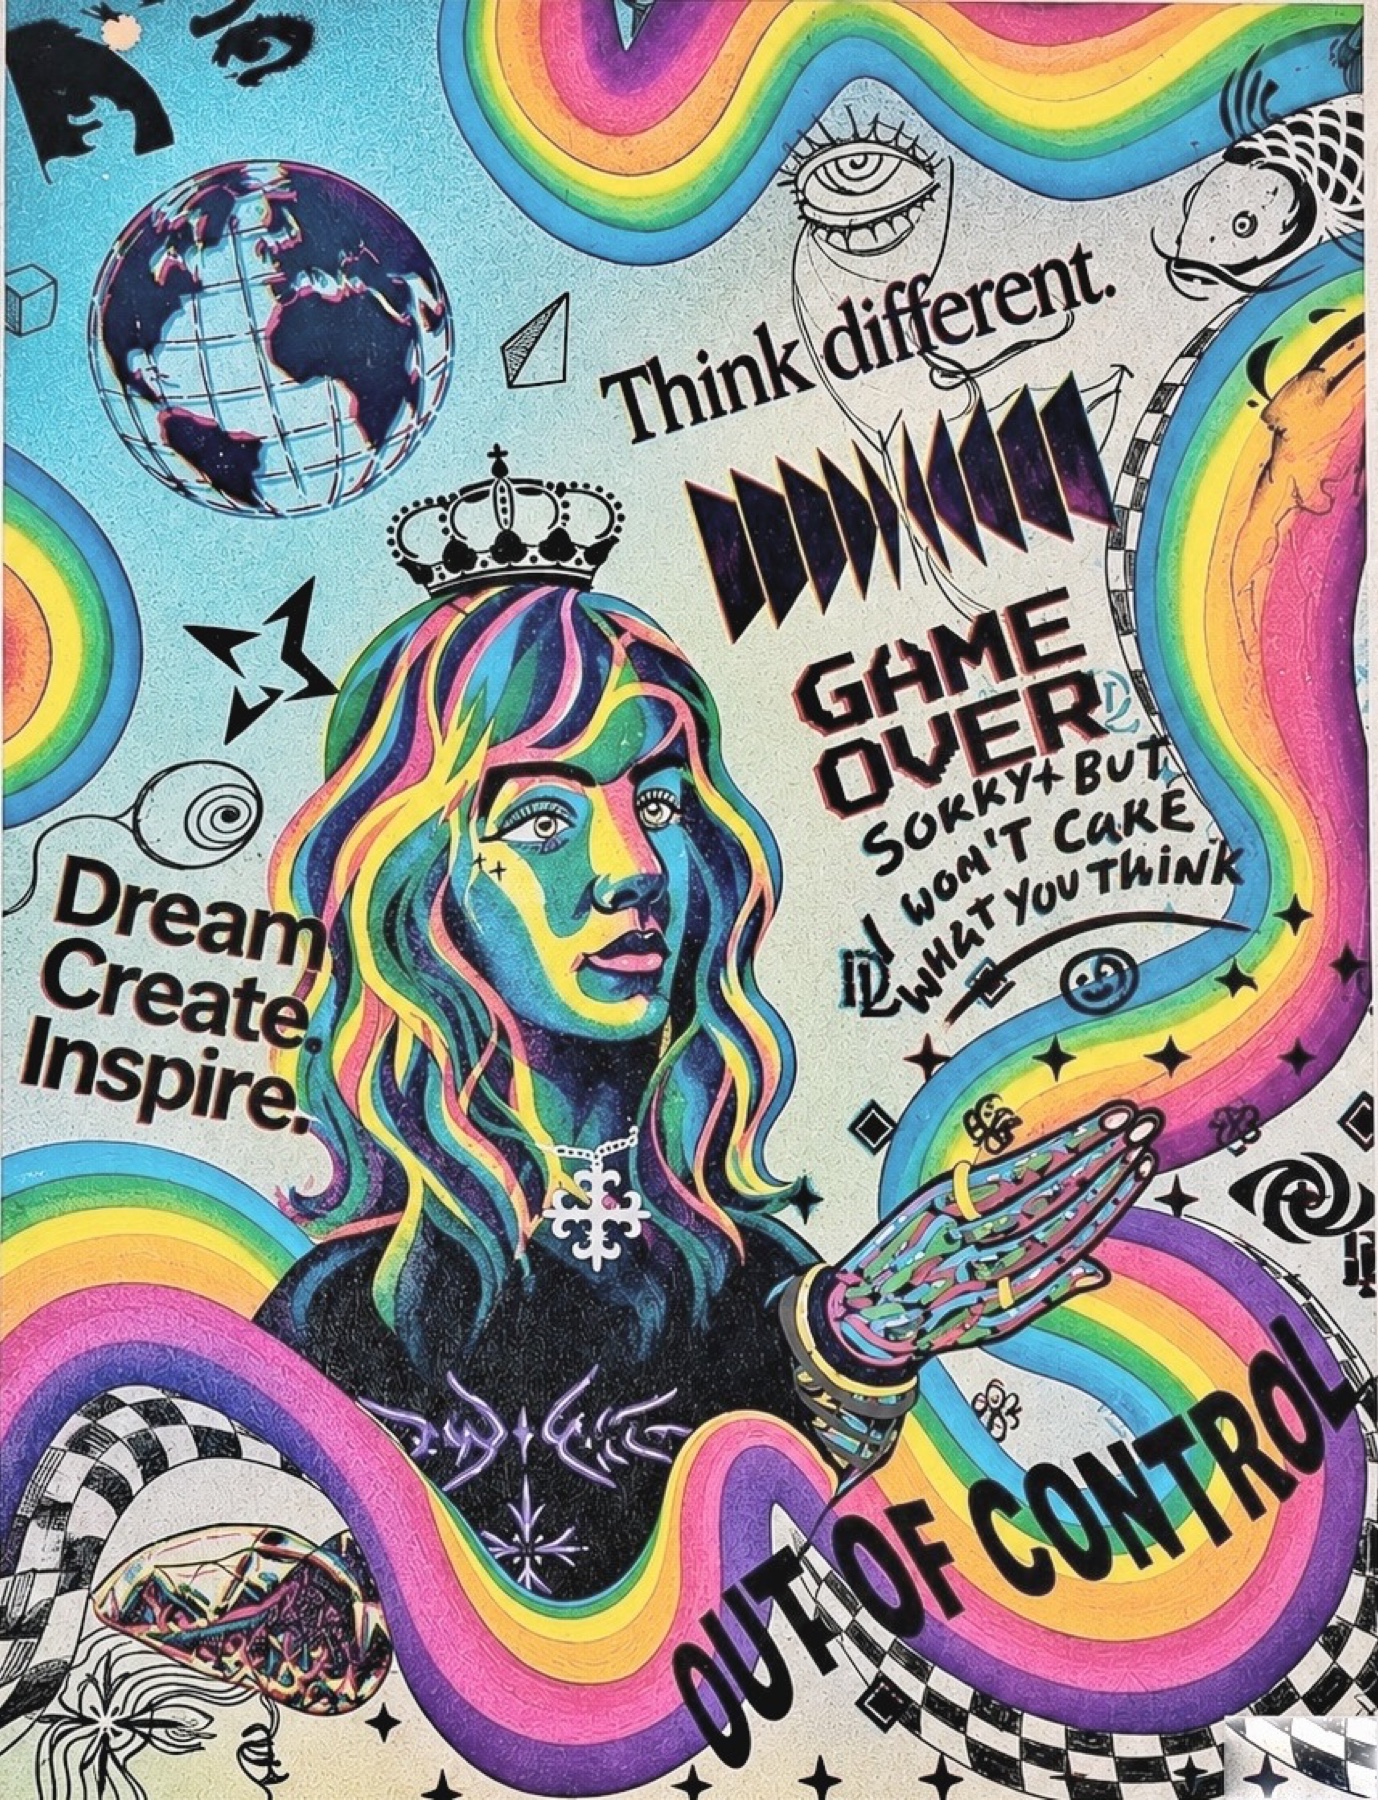 Think different.
GAME
OVER
SORRY+ BUT
I WON'T CARE
WHAT YOU THINK
Dream
Create.
Inspire.
OUT OF CONTROL